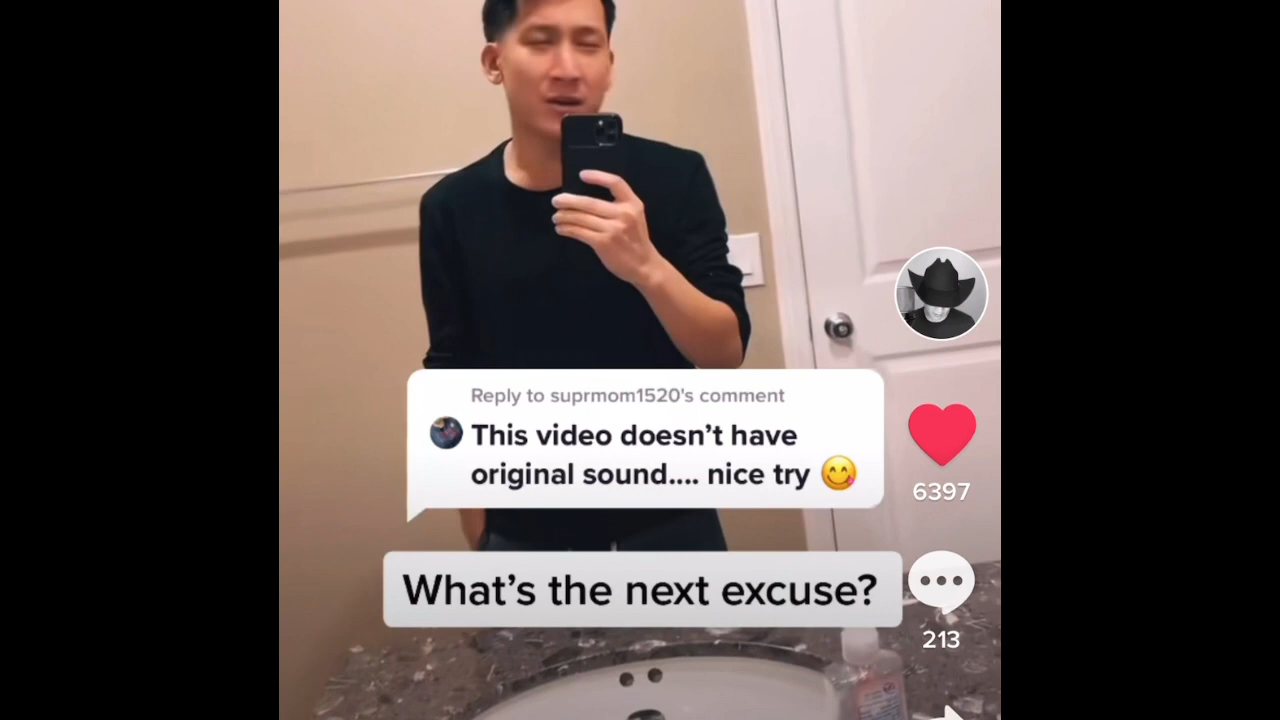 Reply to suprmom1520's comment
This video doesn't have
original sound.... nice try 😋
6397
What's the next excuse?
213